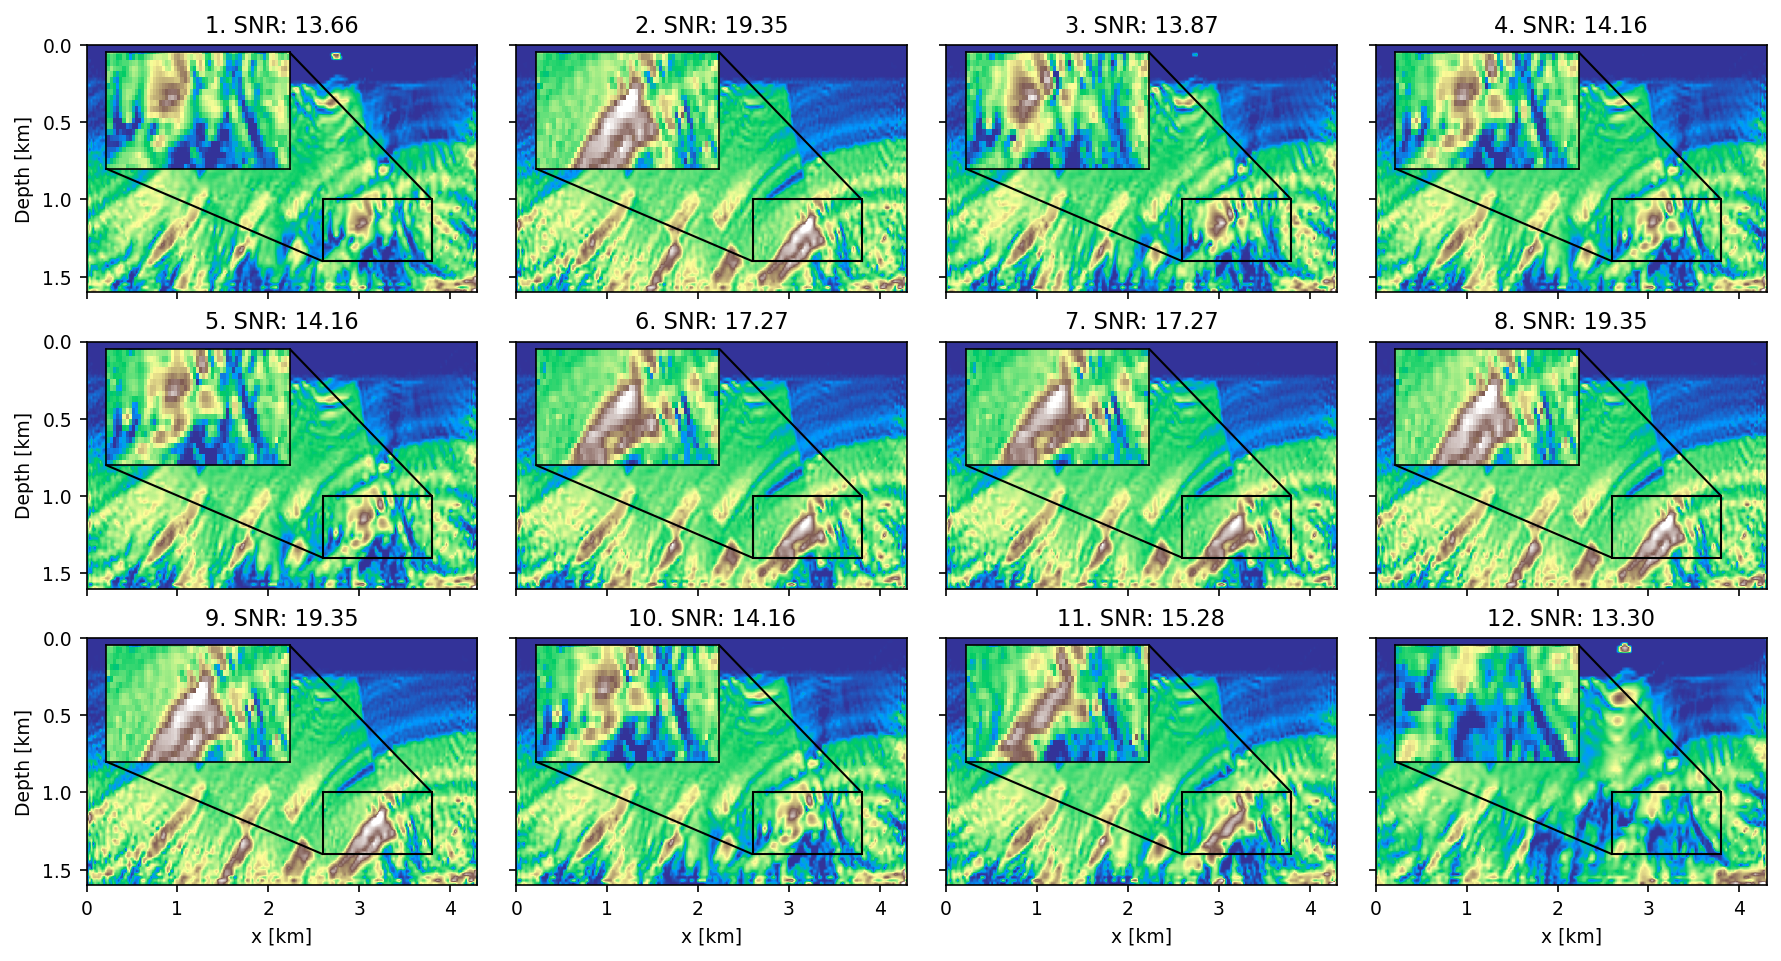 1. SNR: 13.66
2. SNR: 19.35
3. SNR: 13.87
4. SNR: 14.16
0.0
0.5
1.0
1.5
Depth [km]
5. SNR: 14.16
6. SNR: 17.27
7. SNR: 17.27
8. SNR: 19.35
0.0
0.5
1.0
1.5
Depth [km]
9. SNR: 19.35
10. SNR: 14.16
11. SNR: 15.28
12. SNR: 13.30
0.0
0.5
1.0
1.5
Depth [km]
0 1 2 3 4
0 1 2 3 4
0 1 2 3 4
0 1 2 3 4
x [km]
x [km]
x [km]
x [km]